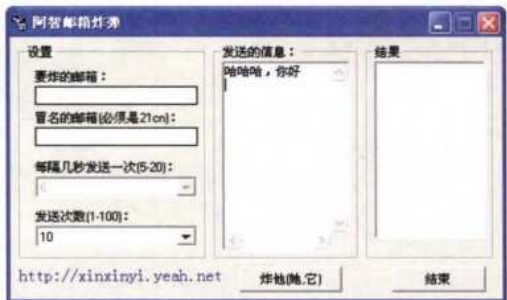 阿智邮箱炸弹
设置
要炸的邮箱：
冒名的邮箱(必须是21cn)：
每隔几秒发送一次(5-20)：
6
发送次数(1-100)：
10
发送的信息：
哈哈哈，你好
结果
http://xinxinyi.yeah.net
炸他(她,它)
结束